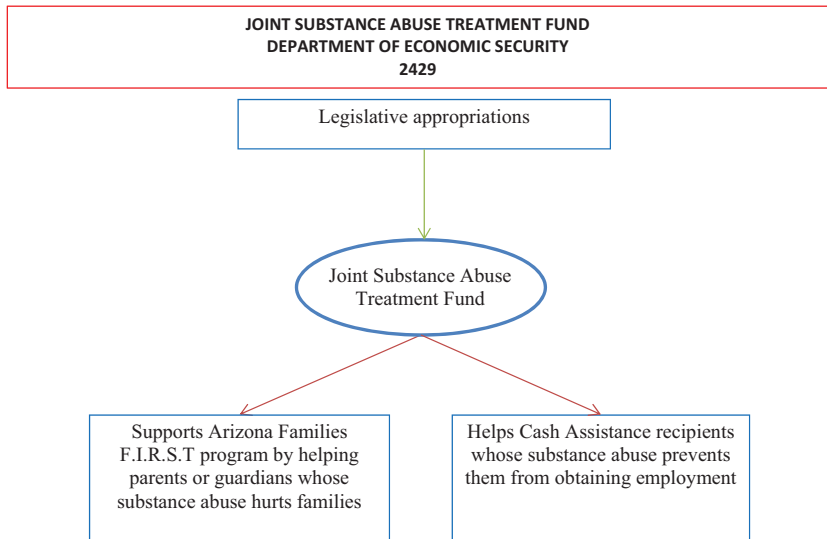 JOINT SUBSTANCE ABUSE TREATMENT FUND
DEPARTMENT OF ECONOMIC SECURITY
2429
Legislative appropriations
Joint Substance Abuse
Treatment Fund
Supports Arizona Families
F.I.R.S.T program by helping
parents or guardians whose
substance abuse hurts families
Helps Cash Assistance recipients
whose substance abuse prevents
them from obtaining employment